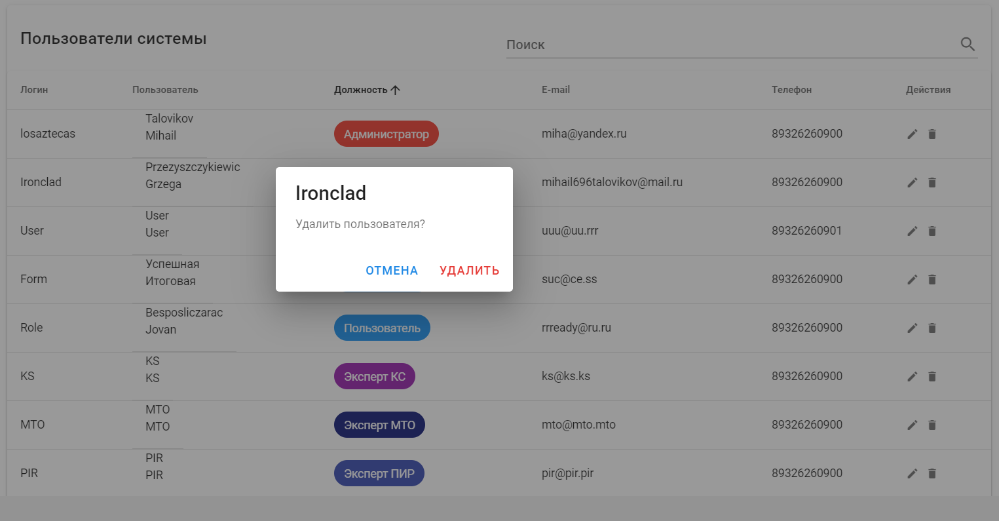 Пользователи системы
Поиск
Логин Пользователь Должность E-mail Телефон Действия
losaztecas Talovikov Mihail Администратор miha@yandex.ru 89326260900
Ironclad Przezyszczykiewic Grzega mihail696talovikov@mail.ru 89326260900
User User User uuu@uu.rrr 89326260901
Form Успешная Итоговая suc@ce.ss 89326260900
Role Besposliczarac Jovan Пользователь rrready@ru.ru 89326260900
KS KS KS Эксперт КС ks@ks.ks 89326260900
MTO MTO MTO Эксперт МТО mto@mto.mto 89326260900
PIR PIR PIR Эксперт ПИР pir@pir.pir 89326260900
Ironclad
Удалить пользователя?
ОТМЕНА УДАЛИТЬ